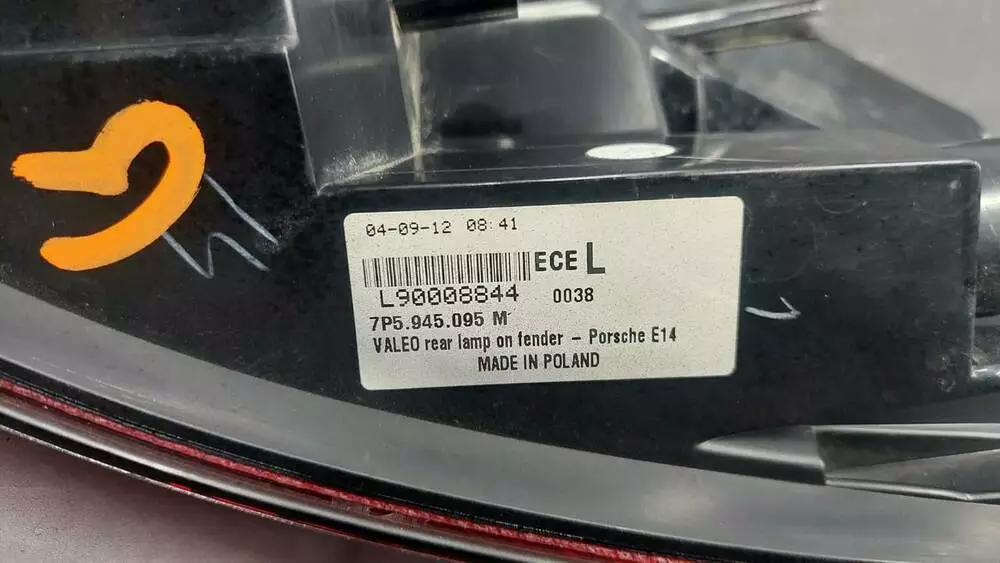 04-09-12 08:41
ECE L
L90008844 0038
7P5.945.095 M
VALEO rear lamp on fender - Porsche E14
MADE IN POLAND